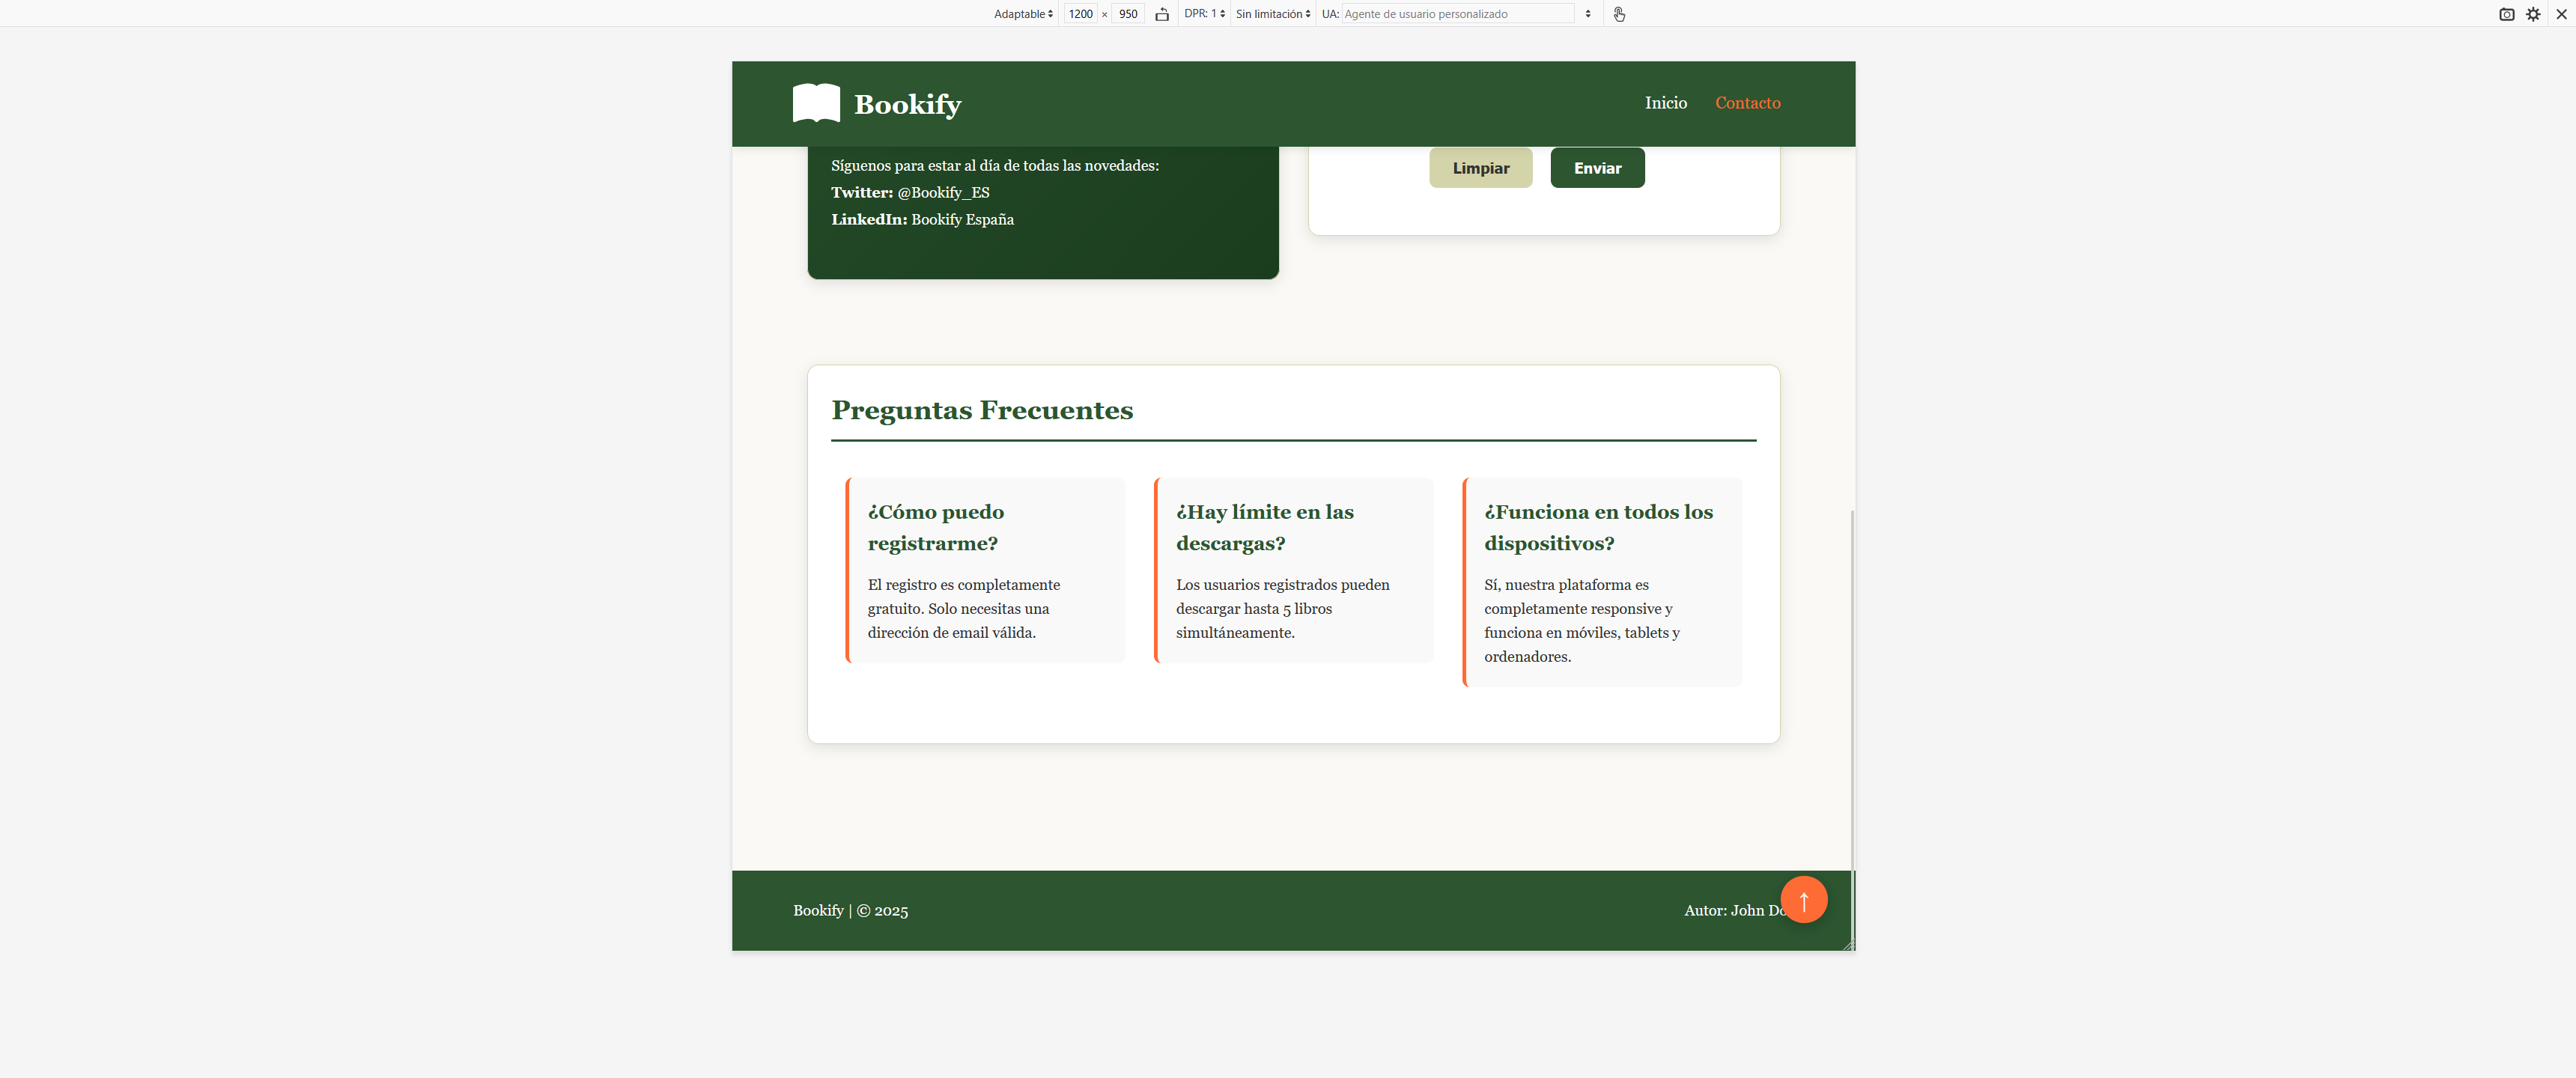 Adaptable 1200 × 950 DPR: 1 Sin limitación UA: Agente de usuario personalizado
Bookify
Inicio Contacto
Síguenos para estar al día de todas las novedades:
Twitter: @Bookify_ES
LinkedIn: Bookify España
Limpiar Enviar
Preguntas Frecuentes
¿Cómo puedo
registrarme?
El registro es completamente
gratuito. Solo necesitas una
dirección de email válida.
¿Hay límite en las
descargas?
Los usuarios registrados pueden
descargar hasta 5 libros
simultáneamente.
¿Funciona en todos los
dispositivos?
Sí, nuestra plataforma es
completamente responsive y
funciona en móviles, tablets y
ordenadores.
Bookify | © 2025
Autor: John
↑